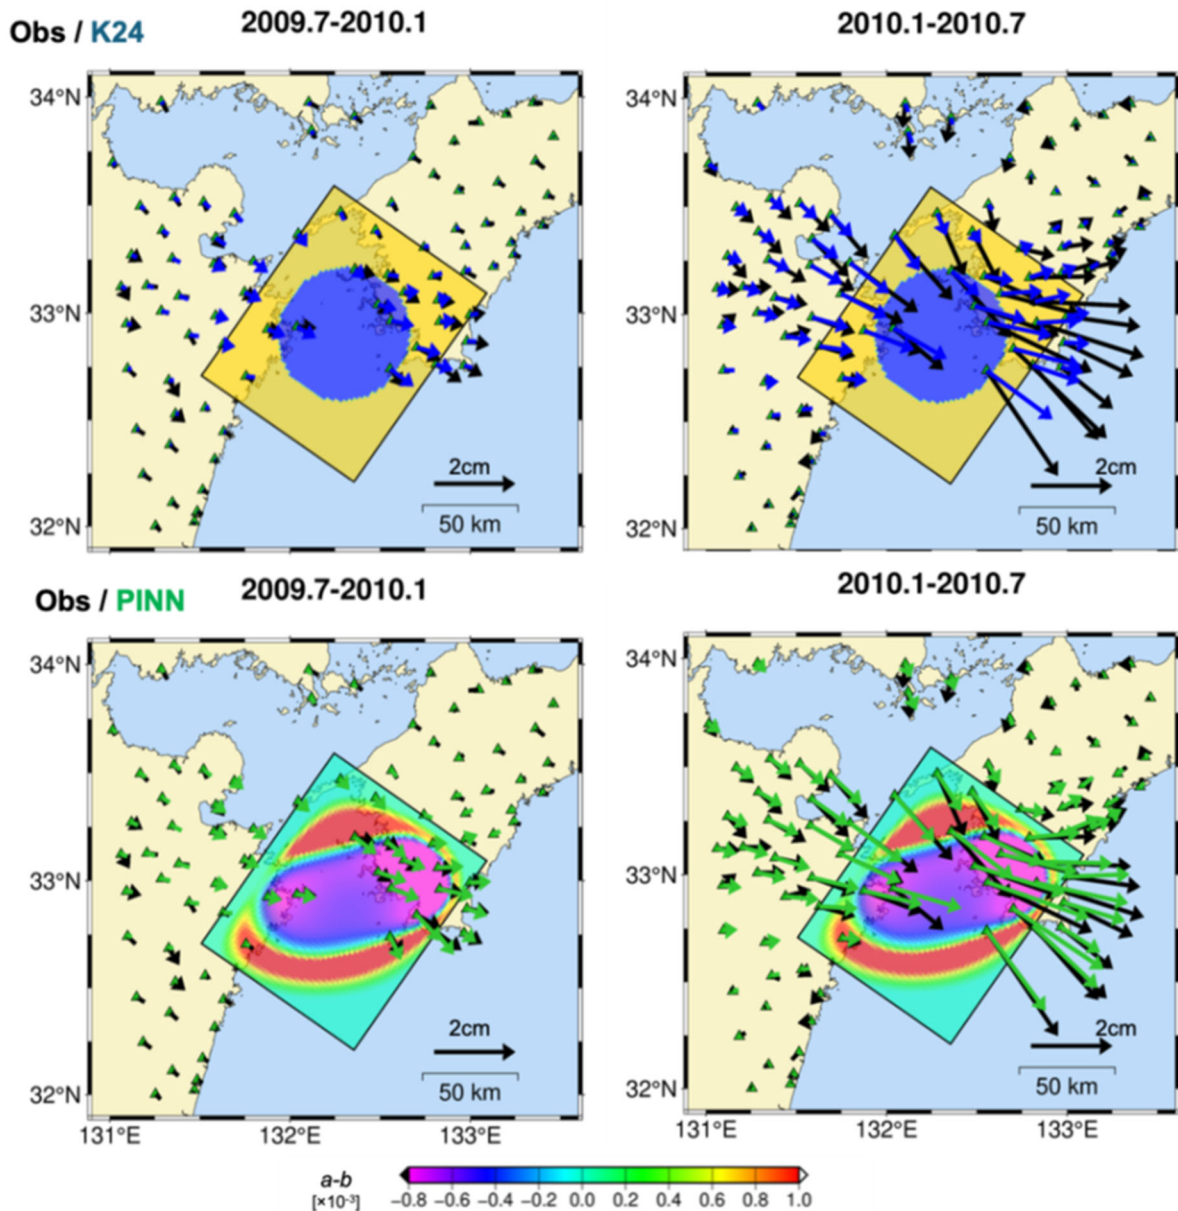 Obs / K24
2009.7-2010.1
2010.1-2010.7
34°N
33°N
32°N
2cm
50 km
34°N
33°N
32°N
2cm
50 km
Obs / PINN
2009.7-2010.1
2010.1-2010.7
34°N
33°N
32°N
131°E
132°E
133°E
2cm
50 km
34°N
33°N
32°N
131°E
132°E
133°E
2cm
50 km
a-b
[×10⁻³]
−0.8 −0.6 −0.4 −0.2 0.0 0.2 0.4 0.6 0.8 1.0